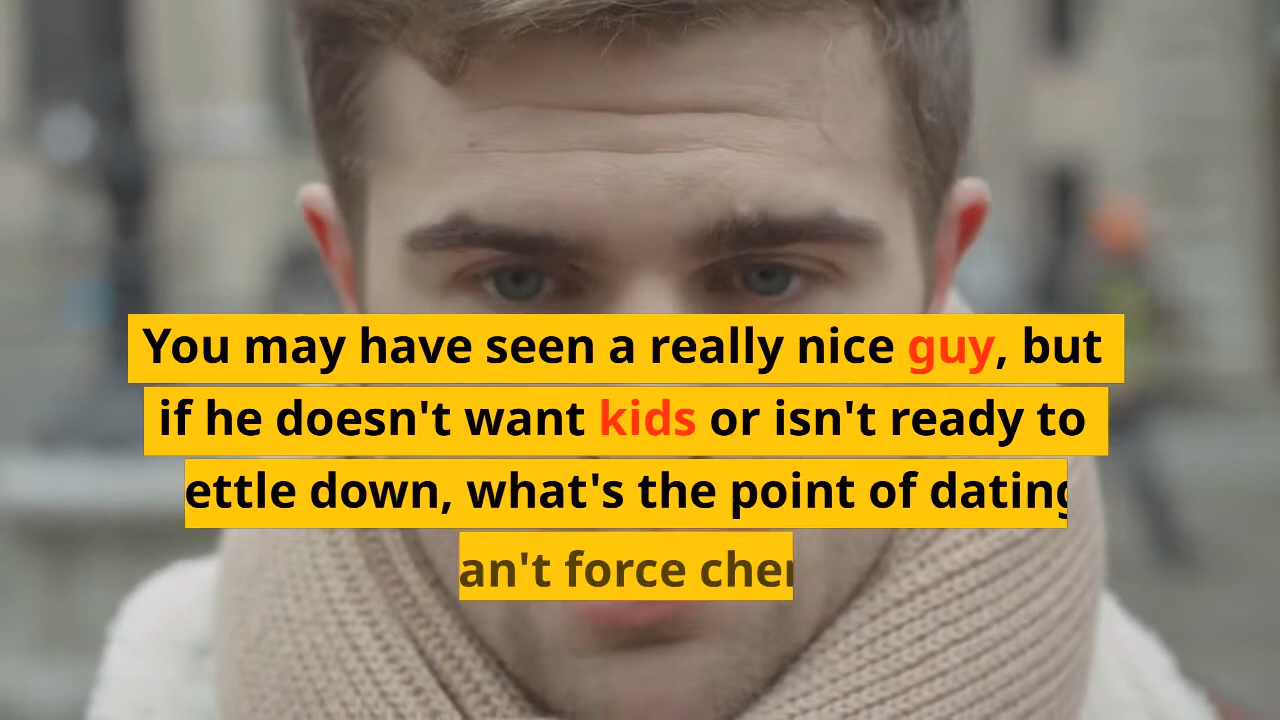 You may have seen a really nice guy, but
if he doesn't want kids or isn't ready to
ettle down, what's the point of dating
an't force